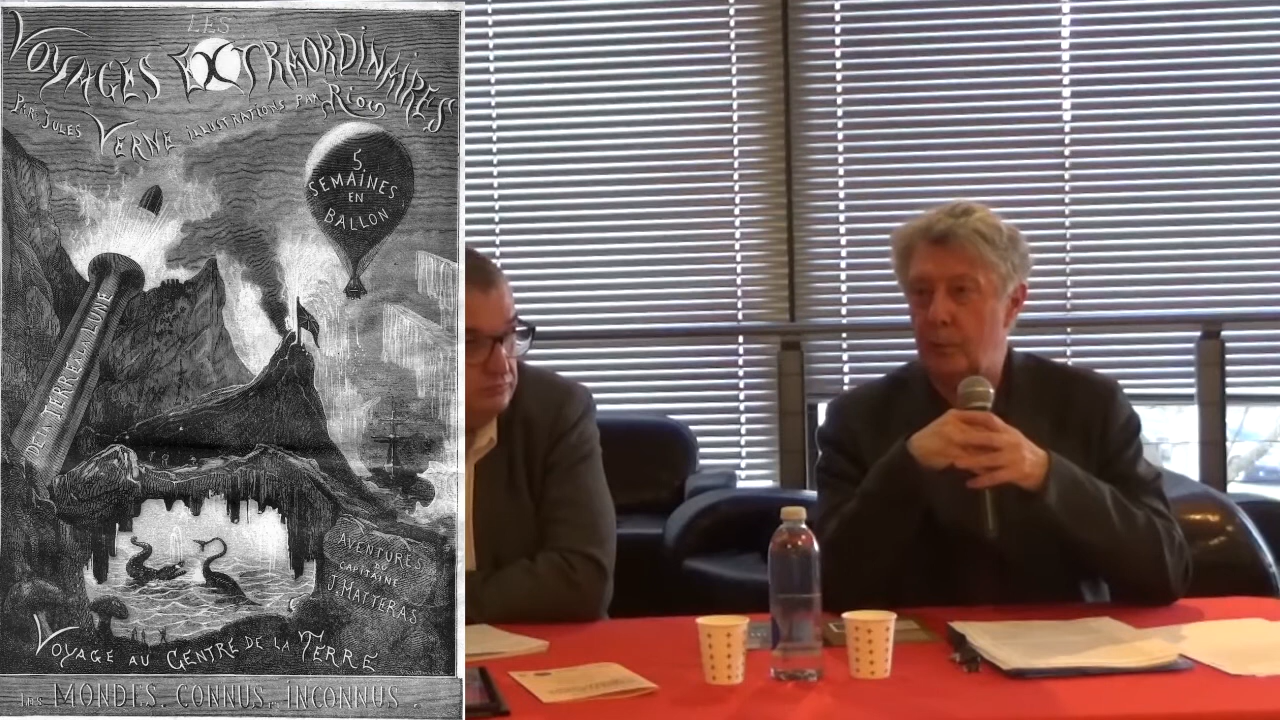 LES
VOYAGES EXTRAORDINAIRES
PAR JULES VERNE ILLUSTRATIONS PAR RIOU
5
SEMAINES
EN
BALLON
DE LA TERRE A LA LUNE
AVENTURES
DU
CAPITAINE
J. HATTERAS
VOYAGE AU CENTRE DE LA TERRE
LES MONDES CONNUS ET INCONNUS.